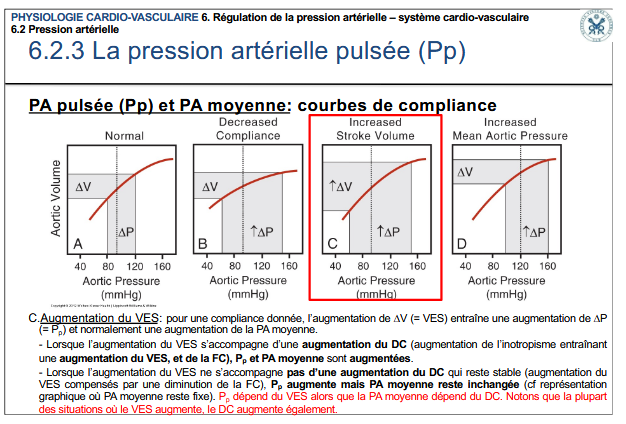 PHYSIOLOGIE CARDIO-VASCULAIRE 6. Régulation de la pression artérielle – système cardio-vasculaire
6.2 Pression artérielle
6.2.3 La pression artérielle pulsée (Pp)
PA pulsée (Pp) et PA moyenne: courbes de compliance
Normal
Decreased
Compliance
Increased
Stroke Volume
Increased
Mean Aortic Pressure
Aortic Volume
ΔV
ΔP
A
ΔV
↑ΔP
B
↑ΔV
↑ΔP
C
ΔV
↑ΔP
D
40 80 120 160
40 80 120 160
40 80 120 160
40 80 120 160
Aortic Pressure
(mmHg)
Aortic Pressure
(mmHg)
Aortic Pressure
(mmHg)
Aortic Pressure
(mmHg)
C.Augmentation du VES: pour une compliance donnée, l'augmentation de ΔV (= VES) entraîne une augmentation de ΔP
(= Pp) et normalement une augmentation de la PA moyenne.
- Lorsque l'augmentation du VES s'accompagne d'une augmentation du DC (augmentation de l'inotropisme entraînant
une augmentation du VES, et de la FC), Pp et PA moyenne sont augmentées.
- Lorsque l'augmentation du VES ne s'accompagne pas d'une augmentation du DC qui reste stable (augmentation du
VES compensés par une diminution de la FC), Pp augmente mais PA moyenne reste inchangée (cf représentation
graphique où PA moyenne reste fixe). Pp dépend du VES alors que la PA moyenne dépend du DC. Notons que la plupart
des situations où le VES augmente, le DC augmente également.